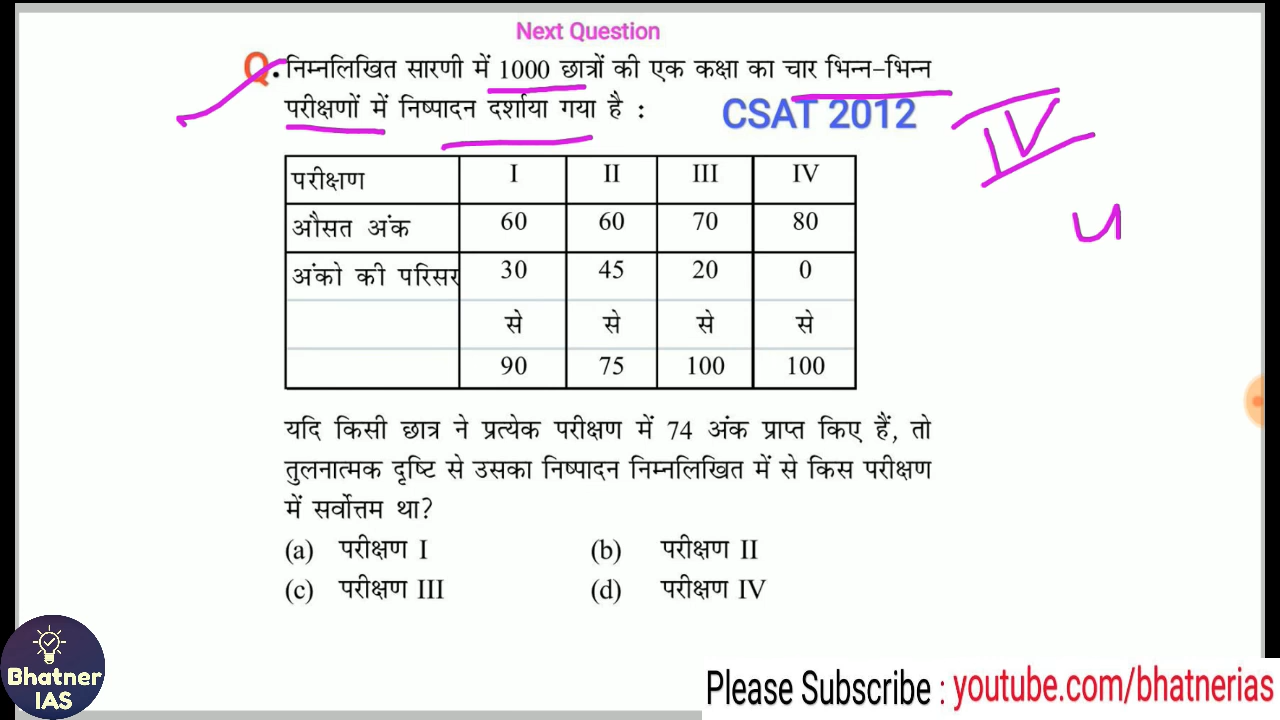 Next Question
Q. निम्नलिखित सारणी में 1000 छात्रों की एक कक्षा का चार भिन्न-भिन्न
परीक्षणों में निष्पादन दर्शाया गया है :
CSAT 2012
IV
4
परीक्षण I II III IV
औसत अंक 60 60 70 80
अंको की परिसर 30 45 20 0
से से से से
90 75 100 100
यदि किसी छात्र ने प्रत्येक परीक्षण में 74 अंक प्राप्त किए हैं, तो
तुलनात्मक दृष्टि से उसका निष्पादन निम्नलिखित में से किस परीक्षण
में सर्वोत्तम था?
(a) परीक्षण I (b) परीक्षण II
(c) परीक्षण III (d) परीक्षण IV
Bhatner
IAS
Please Subscribe : youtube.com/bhatnerias